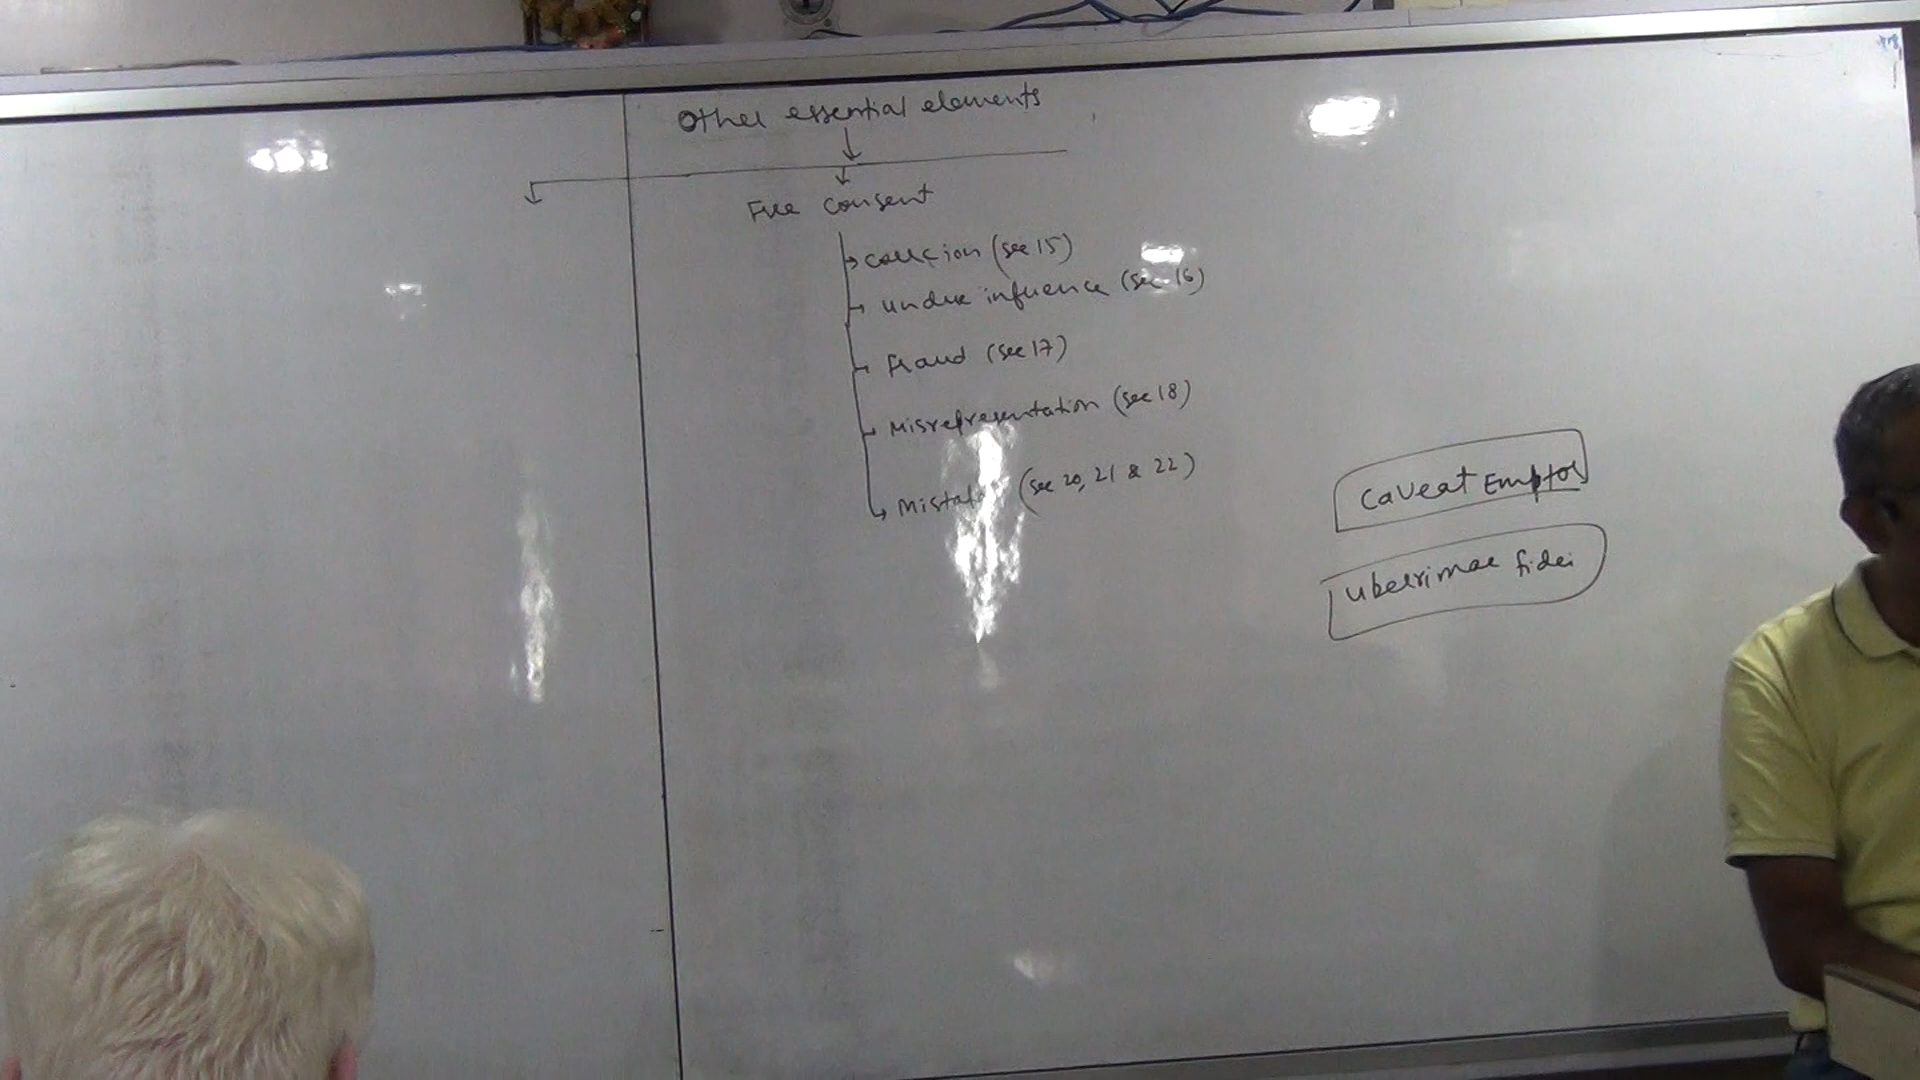 Other essential elements
Free consent
Coercion (sec 15)
undue influence (sec 16)
fraud (sec 17)
Misrepresentation (sec 18)
Mistake (sec 20, 21 & 22)
Caveat Emptor
uberrimae fidei